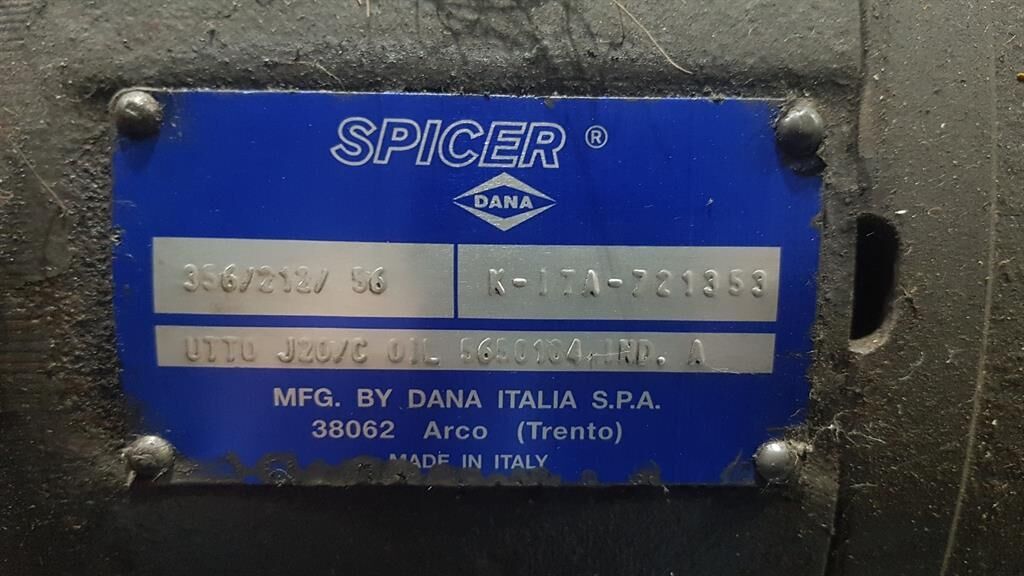 SPICER ®
DANA
356/212/ 56 K-ITA-721353
UTTO J20/C OIL 5650104 IND. A
MFG. BY DANA ITALIA S.P.A.
38062 Arco (Trento)
MADE IN ITALY